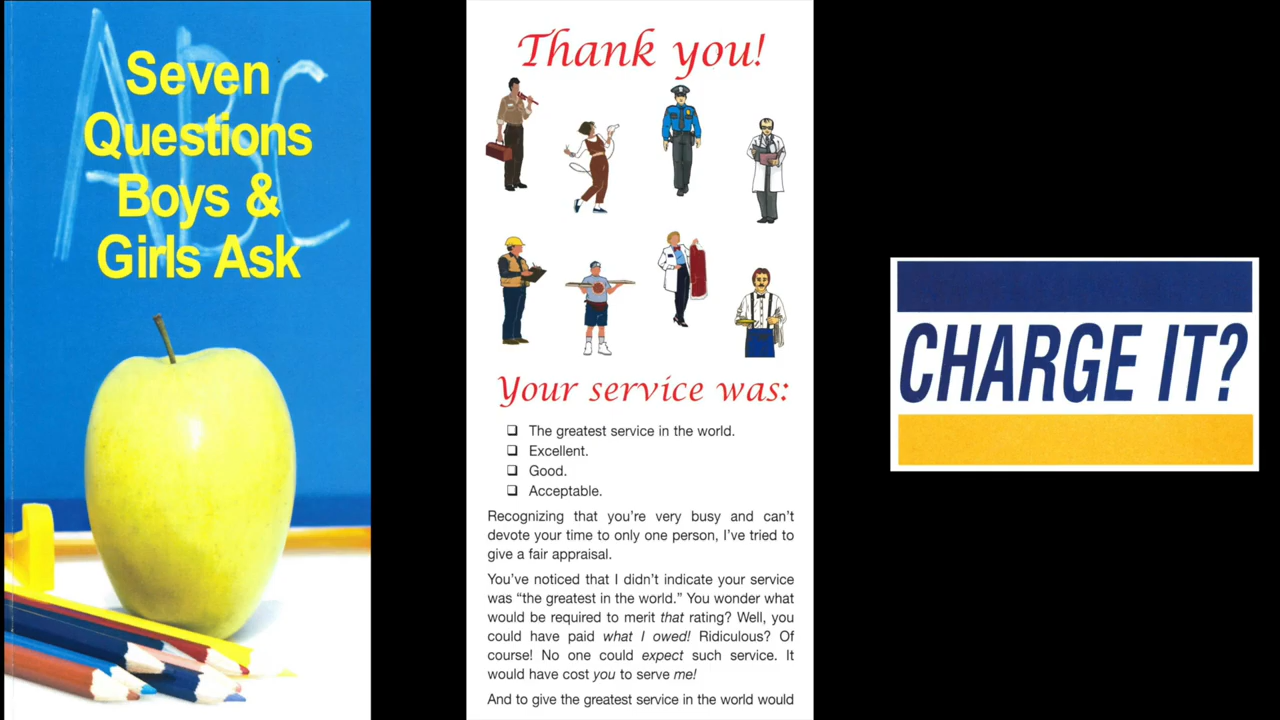 ABC
Seven
Questions
Boys &
Girls Ask
Thank you!
Your service was:
❑ The greatest service in the world.
❑ Excellent.
❑ Good.
❑ Acceptable.
Recognizing that you're very busy and can't
devote your time to only one person, I've tried to
give a fair appraisal.
You've noticed that I didn't indicate your service
was “the greatest in the world.” You wonder what
would be required to merit that rating? Well, you
could have paid what I owed! Ridiculous? Of
course! No one could expect such service. It
would have cost you to serve me!
And to give the greatest service in the world would
CHARGE IT?